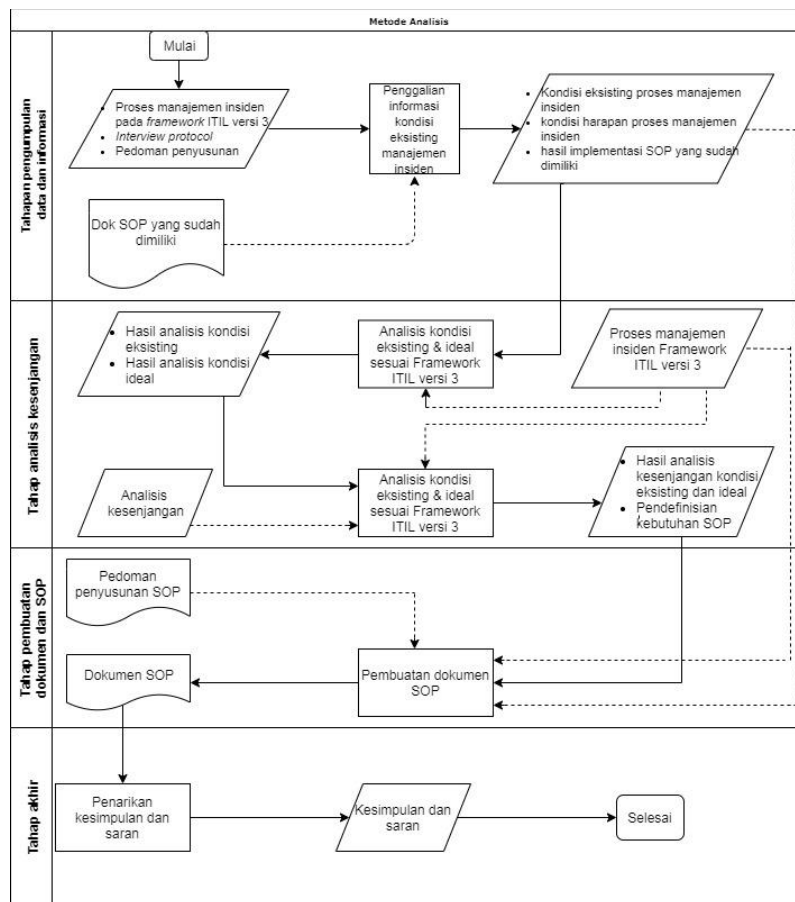 Metode Analisis
Tahapan pengumpulan
data dan informasi
Mulai
Proses manajemen insiden
pada framework ITIL versi 3
Interview protocol
Pedoman penyusunan
Penggalian
informasi
kondisi
eksisting
manajemen
insiden
Kondisi eksisting proses manajemen
insiden
kondisi harapan proses manajemen
insiden
hasil implementasi SOP yang sudah
dimiliki
Dok SOP yang sudah
dimiliki
Tahap analisis kesenjangan
Hasil analisis kondisi
eksisting
Hasil analisis kondisi
ideal
Analisis kondisi
eksisting & ideal
sesuai Framework
ITIL versi 3
Proses manajemen
insiden Framework
ITIL versi 3
Analisis
kesenjangan
Analisis kondisi
eksisting & ideal
sesuai Framework
ITIL versi 3
Hasil analisis
kesenjangan kondisi
eksisting dan ideal
Pendefinisian
kebutuhan SOP
Tahap pembuatan
dokumen dan SOP
Pedoman
penyusunan SOP
Dokumen SOP
Pembuatan dokumen
SOP
Tahap akhir
Penarikan
kesimpulan dan
saran
Kesimpulan dan
saran
Selesai